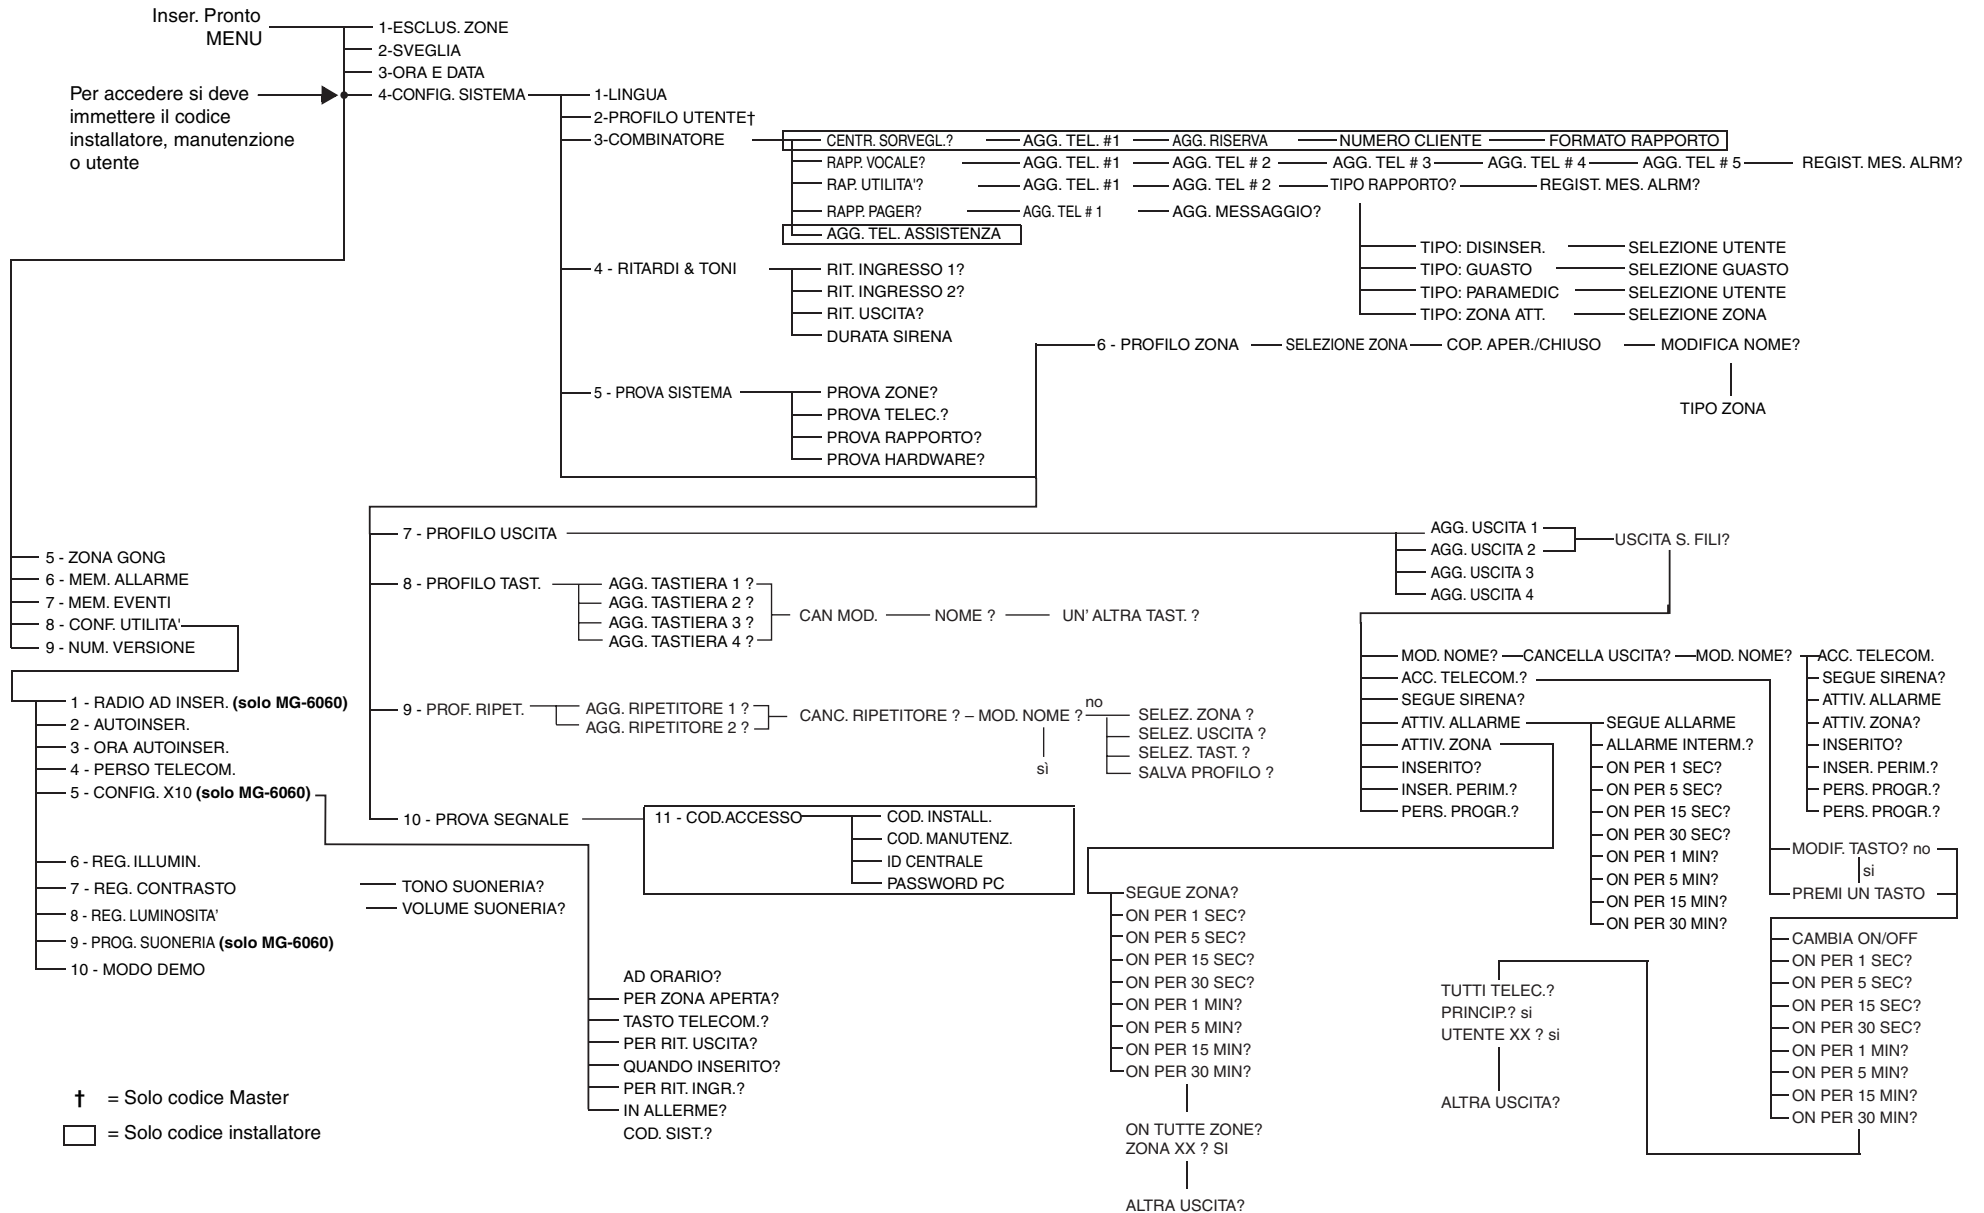 Inser. Pronto
MENU
1-ESCLUS. ZONE
2-SVEGLIA
3-ORA E DATA
4-CONFIG. SISTEMA
Per accedere si deve
immettere il codice
installatore, manutenzione
o utente
1-LINGUA
2-PROFILO UTENTE†
3-COMBINATORE
CENTR. SORVEGL.? AGG. TEL. #1 AGG. RISERVA NUMERO CLIENTE FORMATO RAPPORTO
RAPP. VOCALE? AGG. TEL. #1 AGG. TEL # 2 AGG. TEL # 3 AGG. TEL # 4 AGG. TEL # 5 REGIST. MES. ALRM?
RAP. UTILITA'? AGG. TEL. #1 AGG. TEL # 2 TIPO RAPPORTO? REGIST. MES. ALRM?
RAPP. PAGER? AGG. TEL # 1 AGG. MESSAGGIO?
AGG. TEL. ASSISTENZA
TIPO: DISINSER. SELEZIONE UTENTE
TIPO: GUASTO SELEZIONE GUASTO
TIPO: PARAMEDIC SELEZIONE UTENTE
TIPO: ZONA ATT. SELEZIONE ZONA
4 - RITARDI & TONI
RIT. INGRESSO 1?
RIT. INGRESSO 2?
RIT. USCITA?
DURATA SIRENA
5 - PROVA SISTEMA
PROVA ZONE?
PROVA TELEC.?
PROVA RAPPORTO?
PROVA HARDWARE?
6 - PROFILO ZONA SELEZIONE ZONA COP. APER./CHIUSO MODIFICA NOME?
TIPO ZONA
7 - PROFILO USCITA
AGG. USCITA 1
AGG. USCITA 2
AGG. USCITA 3
AGG. USCITA 4
USCITA S. FILI?
8 - PROFILO TAST.
AGG. TASTIERA 1 ?
AGG. TASTIERA 2 ?
AGG. TASTIERA 3 ?
AGG. TASTIERA 4 ?
CAN MOD. NOME ? UN' ALTRA TAST. ?
9 - PROF. RIPET.
AGG. RIPETITORE 1 ?
AGG. RIPETITORE 2 ?
CANC. RIPETITORE ? – MOD. NOME ?
no
sì
SELEZ. ZONA ?
SELEZ. USCITA ?
SELEZ. TAST. ?
SALVA PROFILO ?
10 - PROVA SEGNALE
11 - COD.ACCESSO
COD. INSTALL.
COD. MANUTENZ.
ID CENTRALE
PASSWORD PC
5 - ZONA GONG
6 - MEM. ALLARME
7 - MEM. EVENTI
8 - CONF. UTILITA'
9 - NUM. VERSIONE
1 - RADIO AD INSER. (solo MG-6060)
2 - AUTOINSER.
3 - ORA AUTOINSER.
4 - PERSO TELECOM.
5 - CONFIG. X10 (solo MG-6060)
6 - REG. ILLUMIN.
7 - REG. CONTRASTO
8 - REG. LUMINOSITA'
9 - PROG. SUONERIA (solo MG-6060)
10 - MODO DEMO
TONO SUONERIA?
VOLUME SUONERIA?
AD ORARIO?
PER ZONA APERTA?
TASTO TELECOM.?
PER RIT. USCITA?
QUANDO INSERITO?
PER RIT. INGR.?
IN ALLERME?
COD. SIST.?
MOD. NOME? CANCELLA USCITA? MOD. NOME? ACC. TELECOM.
ACC. TELECOM.?
SEGUE SIRENA?
ATTIV. ALLARME
ATTIV. ZONA
INSERITO?
INSER. PERIM.?
PERS. PROGR.?
SEGUE SIRENA?
ATTIV. ALLARME
ATTIV. ZONA?
INSERITO?
INSER. PERIM.?
PERS. PROGR.?
PERS. PROGR.?
SEGUE ALLARME
ALLARME INTERM.?
ON PER 1 SEC?
ON PER 5 SEC?
ON PER 15 SEC?
ON PER 30 SEC?
ON PER 1 MIN?
ON PER 5 MIN?
ON PER 15 MIN?
ON PER 30 MIN?
MODIF. TASTO? no
si
PREMI UN TASTO
CAMBIA ON/OFF
ON PER 1 SEC?
ON PER 5 SEC?
ON PER 15 SEC?
ON PER 30 SEC?
ON PER 1 MIN?
ON PER 5 MIN?
ON PER 15 MIN?
ON PER 30 MIN?
TUTTI TELEC.?
PRINCIP.? si
UTENTE XX ? si
ALTRA USCITA?
SEGUE ZONA?
ON PER 1 SEC?
ON PER 5 SEC?
ON PER 15 SEC?
ON PER 30 SEC?
ON PER 1 MIN?
ON PER 5 MIN?
ON PER 15 MIN?
ON PER 30 MIN?
ON TUTTE ZONE?
ZONA XX ? SI
ALTRA USCITA?
† = Solo codice Master
= Solo codice installatore